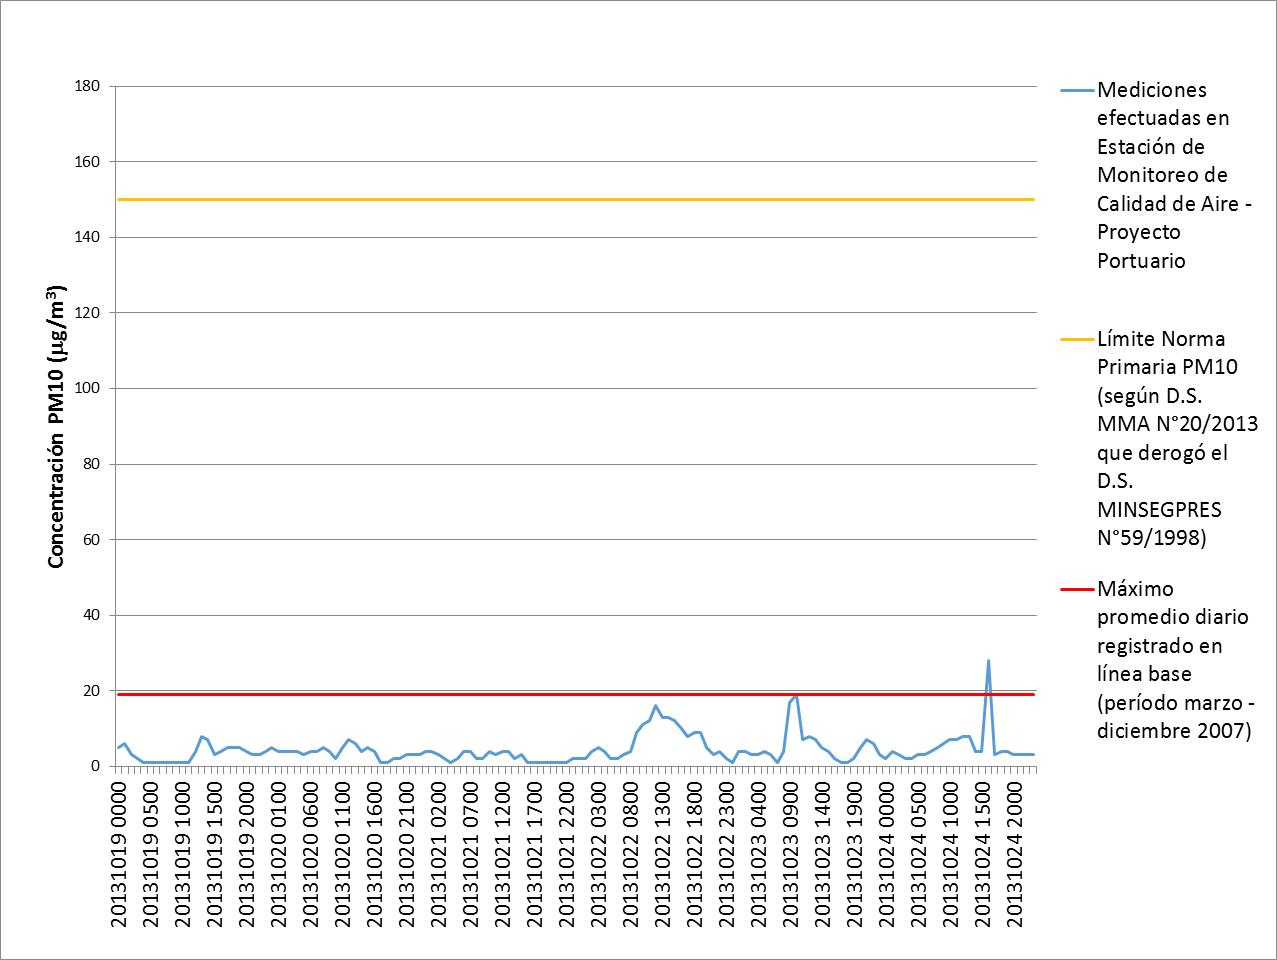 180
160
140
120
100
80
60
40
20
0
Concentración PM10 (µg/m³)
20131019 0000
20131019 0500
20131019 1000
20131019 1500
20131019 2000
20131020 0100
20131020 0600
20131020 1100
20131020 1600
20131020 2100
20131021 0200
20131021 0700
20131021 1200
20131021 1700
20131021 2200
20131022 0300
20131022 0800
20131022 1300
20131022 1800
20131022 2300
20131023 0400
20131023 0900
20131023 1400
20131023 1900
20131024 0000
20131024 0500
20131024 1000
20131024 1500
20131024 2000
Mediciones
efectuadas en
Estación de
Monitoreo de
Calidad de Aire -
Proyecto
Portuario
Límite Norma
Primaria PM10
(según D.S.
MMA N°20/2013
que derogó el
D.S.
MINSEGPRES
N°59/1998)
Máximo
promedio diario
registrado en
línea base
(período marzo -
diciembre 2007)